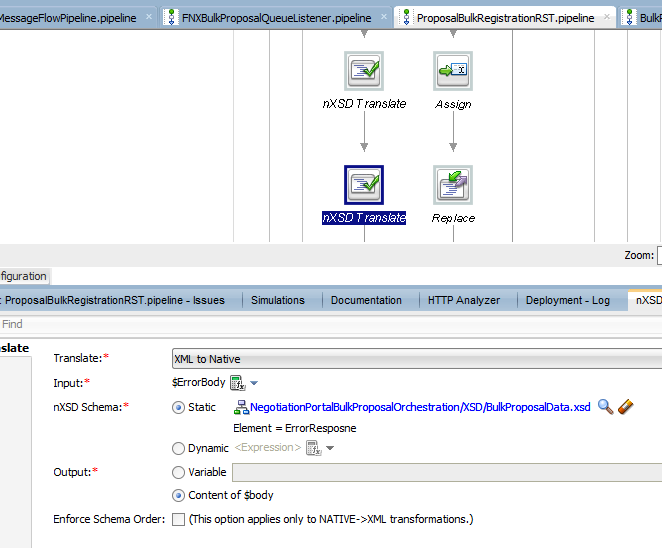 MessageFlowPipeline.pipeline × FNXBulkProposalQueueListener.pipeline × ProposalBulkRegistrationRST.pipeline × BulkP
nXSD Translate Assign
nXSD Translate Replace
Zoom:
nfiguration
: ProposalBulkRegistrationRST.pipeline - Issues Simulations Documentation HTTP Analyzer Deployment - Log nXSD
Find
slate
Translate:* XML to Native
Input:* $ErrorBody
nXSD Schema:* Static NegotiationPortalBulkProposalOrchestration/XSD/BulkProposalData.xsd
Element = ErrorResposne
Dynamic <Expression>
Output:* Variable
Content of $body
Enforce Schema Order: (This option applies only to NATIVE->XML transformations.)